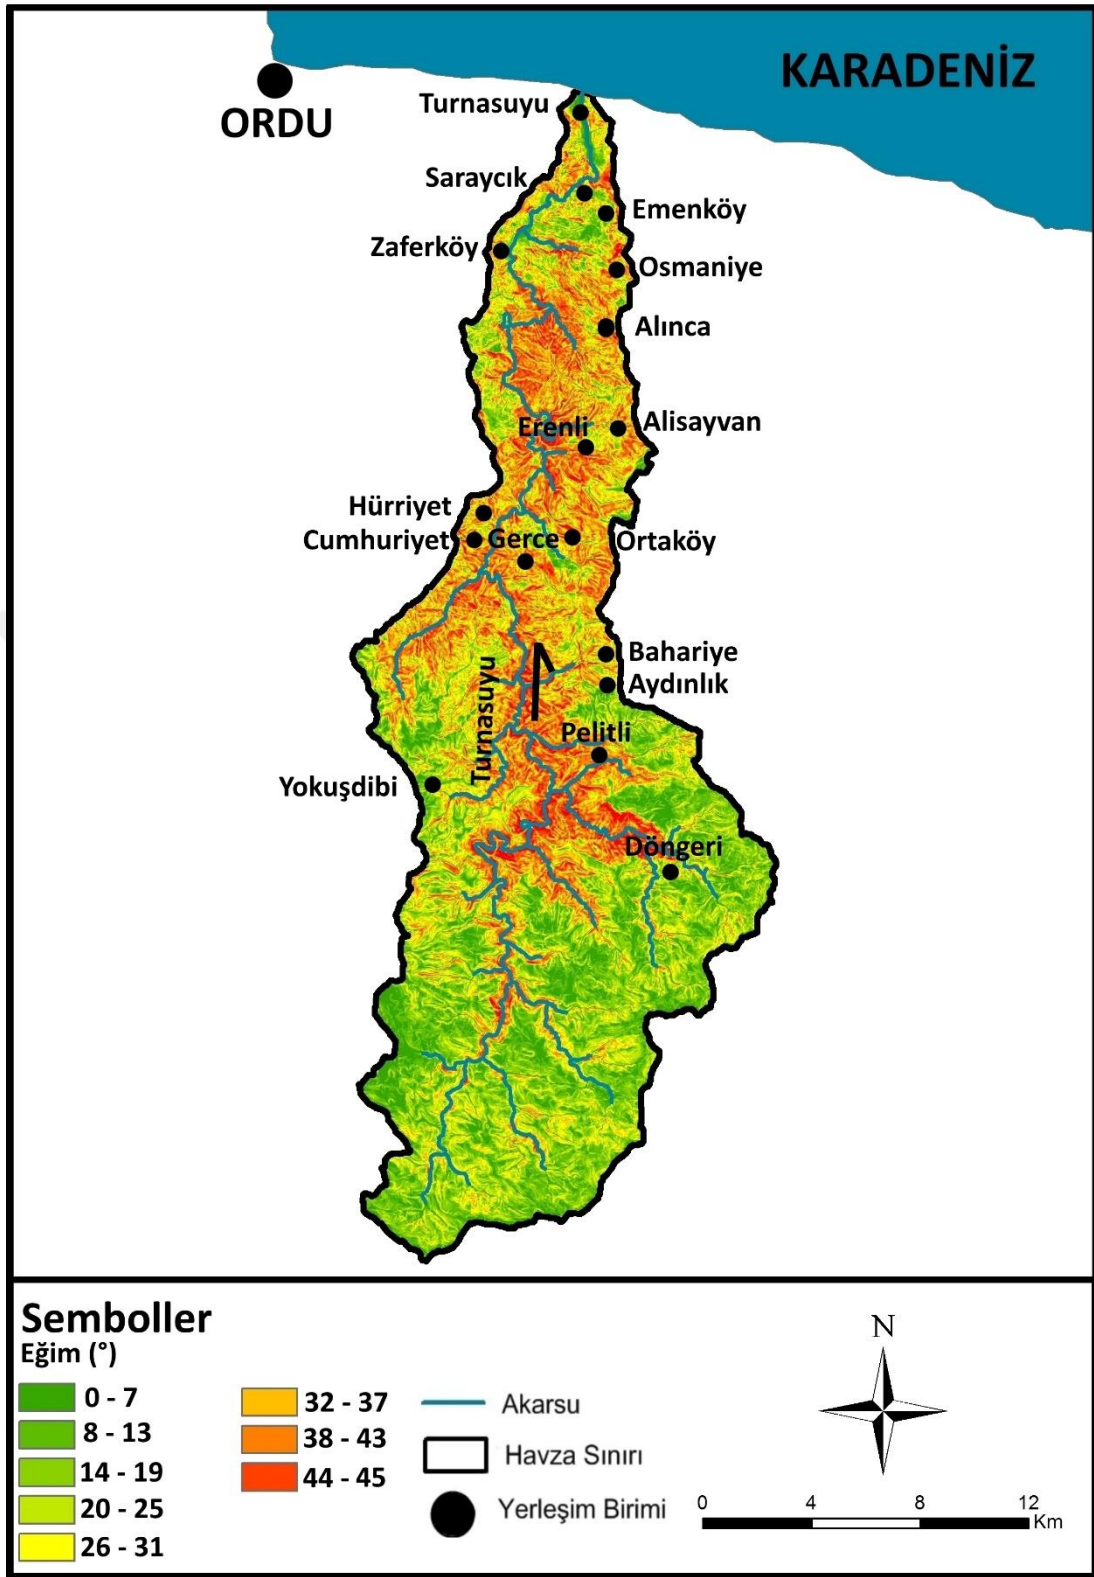 KARADENİZ
ORDU
Turnasuyu
Saraycık
Emenköy
Zaferköy
Osmaniye
Alınca
Alisayvan
Erenli
Hürriyet
Cumhuriyet
Gerce
Ortaköy
Bahariye
Aydınlık
Turnasuyu
Pelitli
Yokuşdibi
Döngeri
Semboller
Eğim (°)
0 - 7
8 - 13
14 - 19
20 - 25
26 - 31
32 - 37
38 - 43
44 - 45
Akarsu
Havza Sınırı
Yerleşim Birimi
N
0 4 8 12
Km